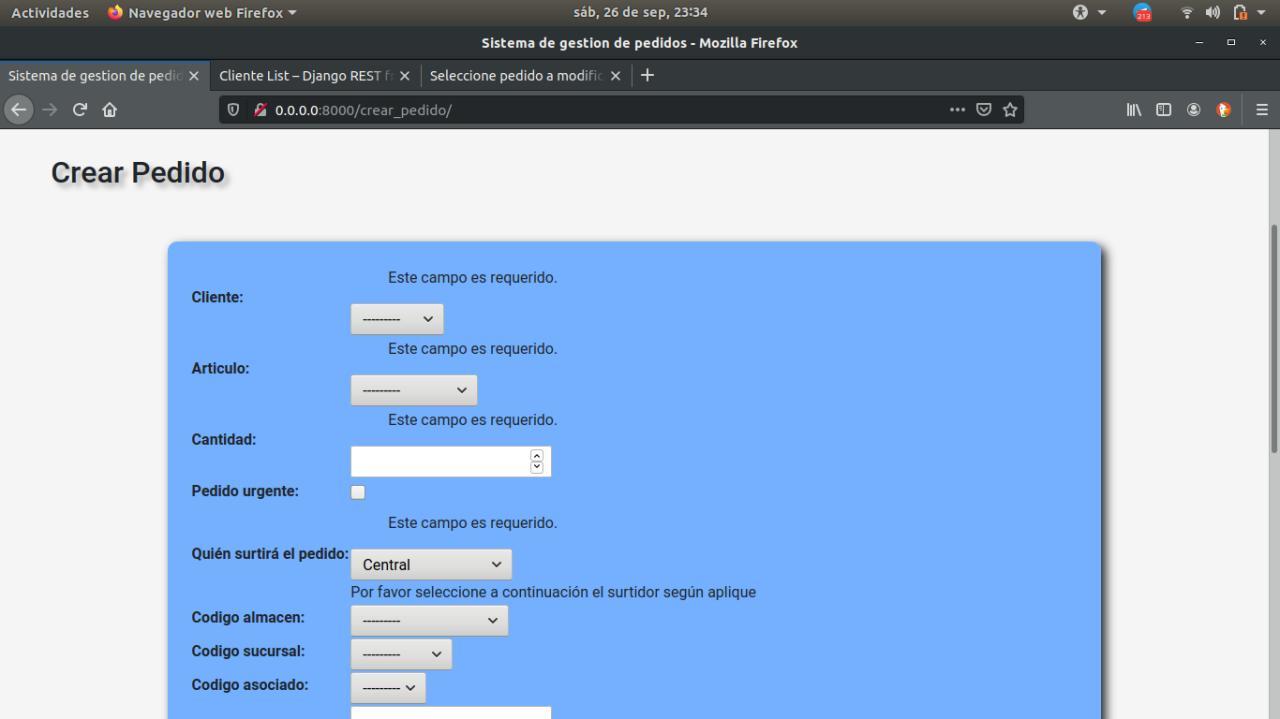 Actividades Navegador web Firefox sáb, 26 de sep, 23:34 213
Sistema de gestion de pedidos - Mozilla Firefox
Sistema de gestion de pedid Cliente List – Django REST f Seleccione pedido a modific
0.0.0.0:8000/crear_pedido/
Crear Pedido
Este campo es requerido.
Cliente:
---------
Este campo es requerido.
Articulo:
---------
Este campo es requerido.
Cantidad:
Pedido urgente:
Este campo es requerido.
Quién surtirá el pedido: Central
Por favor seleccione a continuación el surtidor según aplique
Codigo almacen: ---------
Codigo sucursal: ---------
Codigo asociado: ---------